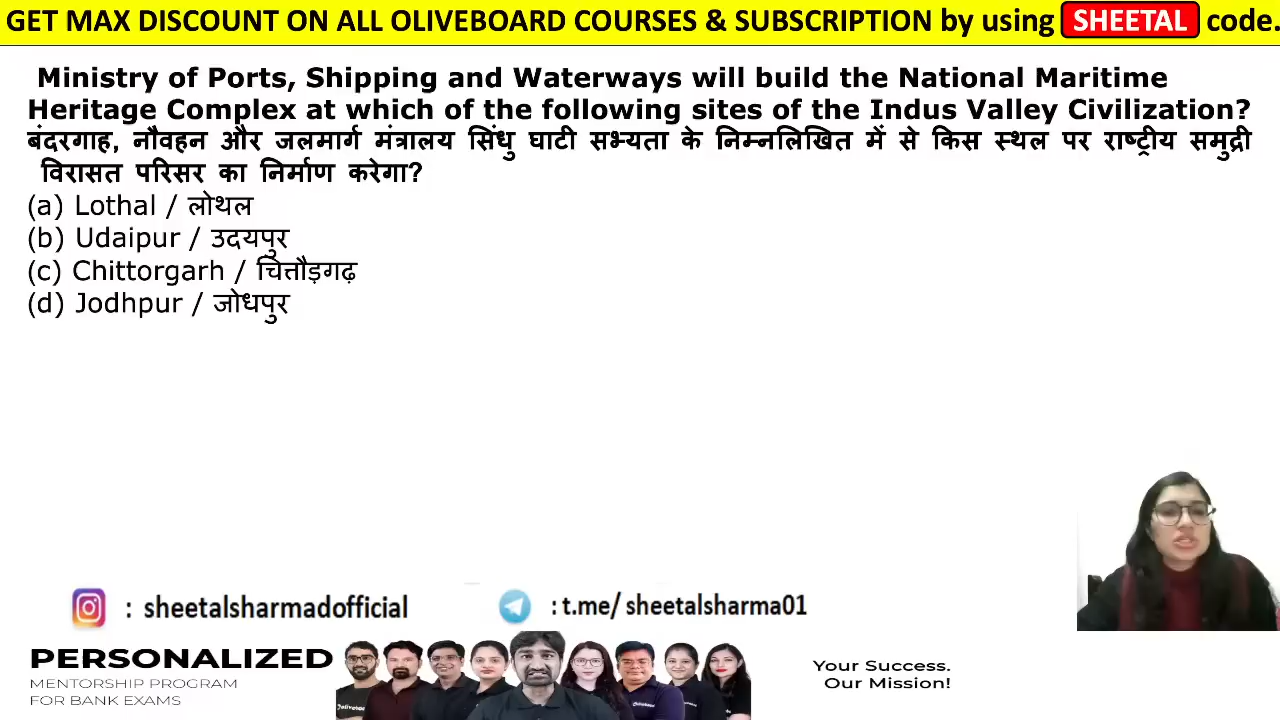 GET MAX DISCOUNT ON ALL OLIVEBOARD COURSES & SUBSCRIPTION by using SHEETAL code.
Ministry of Ports, Shipping and Waterways will build the National Maritime
Heritage Complex at which of the following sites of the Indus Valley Civilization?
बंदरगाह, नौवहन और जलमार्ग मंत्रालय सिंधु घाटी सभ्यता के निम्नलिखित में से किस स्थल पर राष्ट्रीय समुद्री
विरासत परिसर का निर्माण करेगा?
(a) Lothal / लोथल
(b) Udaipur / उदयपुर
(c) Chittorgarh / चित्तौड़गढ़
(d) Jodhpur / जोधपुर
: sheetalsharmadofficial
: t.me/ sheetalsharma01
PERSONALIZED
MENTORSHIP PROGRAM
FOR BANK EXAMS
Your Success.
Our Mission!